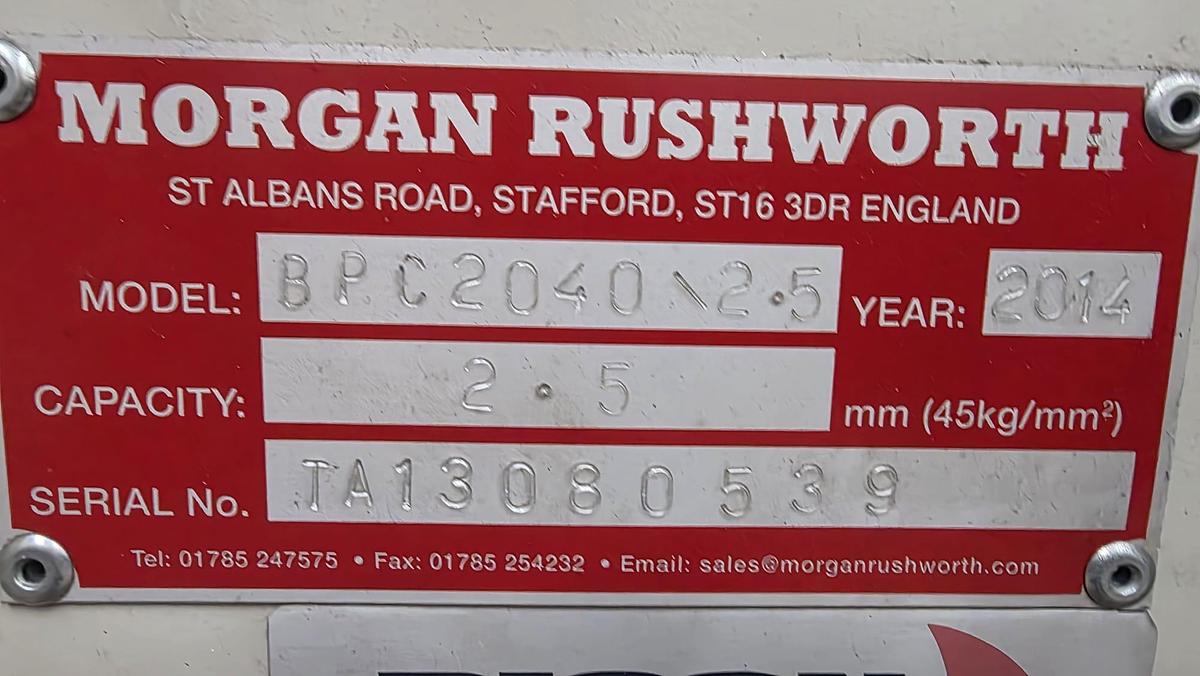 MORGAN RUSHWORTH
ST ALBANS ROAD, STAFFORD, ST16 3DR ENGLAND
MODEL: BPC2040\2.5 YEAR: 2014
CAPACITY: 2.5 mm (45kg/mm²)
SERIAL No. TA13080539
Tel: 01785 247575 • Fax: 01785 254232 • Email: sales@morganrushworth.com